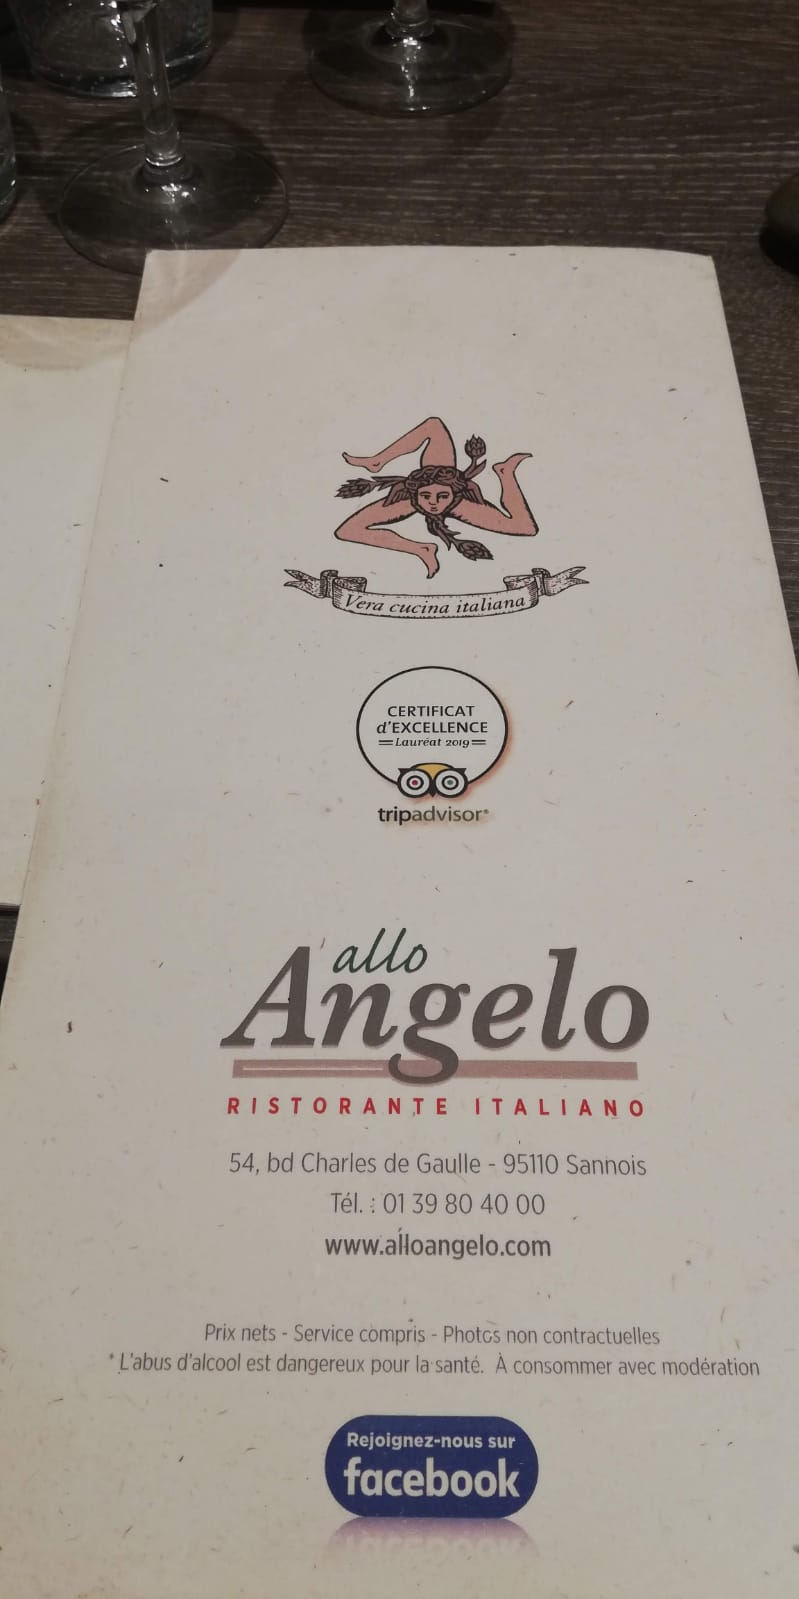 Vera cucina italiana
CERTIFICAT
d'EXCELLENCE
Lauréat 2019
tripadvisor®
allo
Angelo
RISTORANTE ITALIANO
54, bd Charles de Gaulle - 95110 Sannois
Tél. : 01 39 80 40 00
www.alloangelo.com
Prix nets - Service compris - Photos non contractuelles
* L'abus d'alcool est dangereux pour la santé. À consommer avec modération
Rejoignez-nous sur
facebook